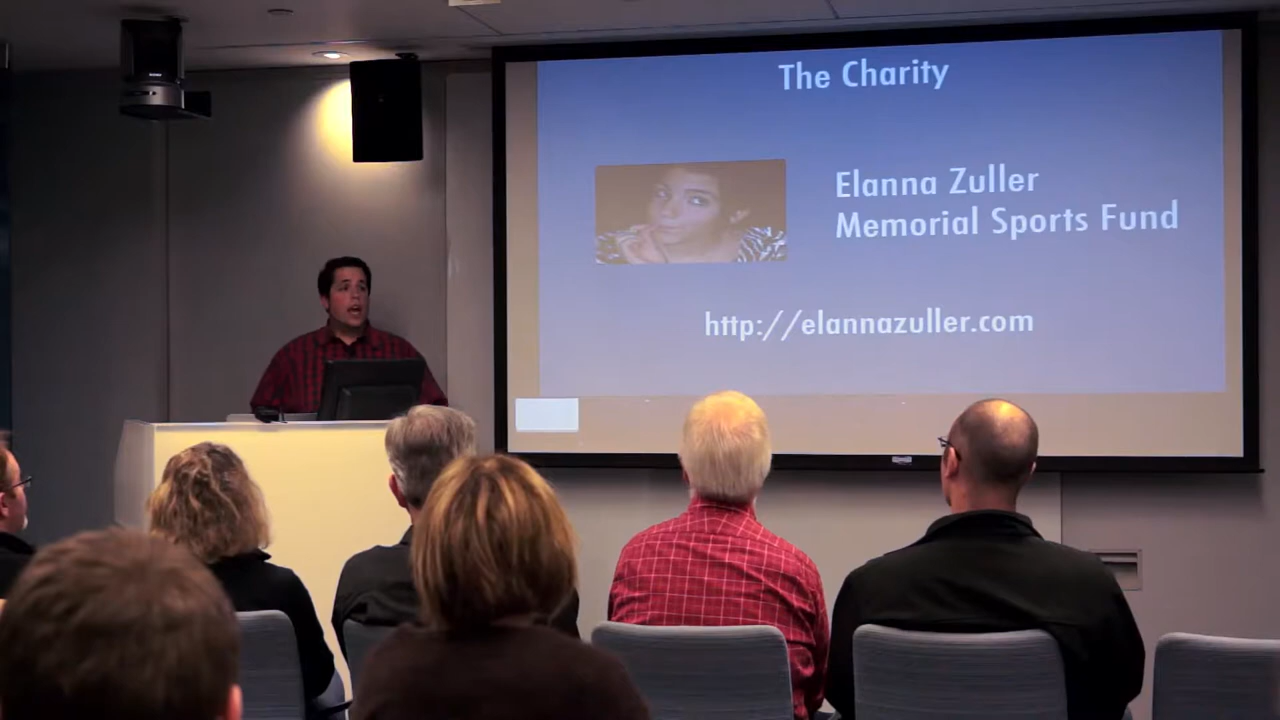 The Charity
Elanna Zuller
Memorial Sports Fund
http://elannazuller.com